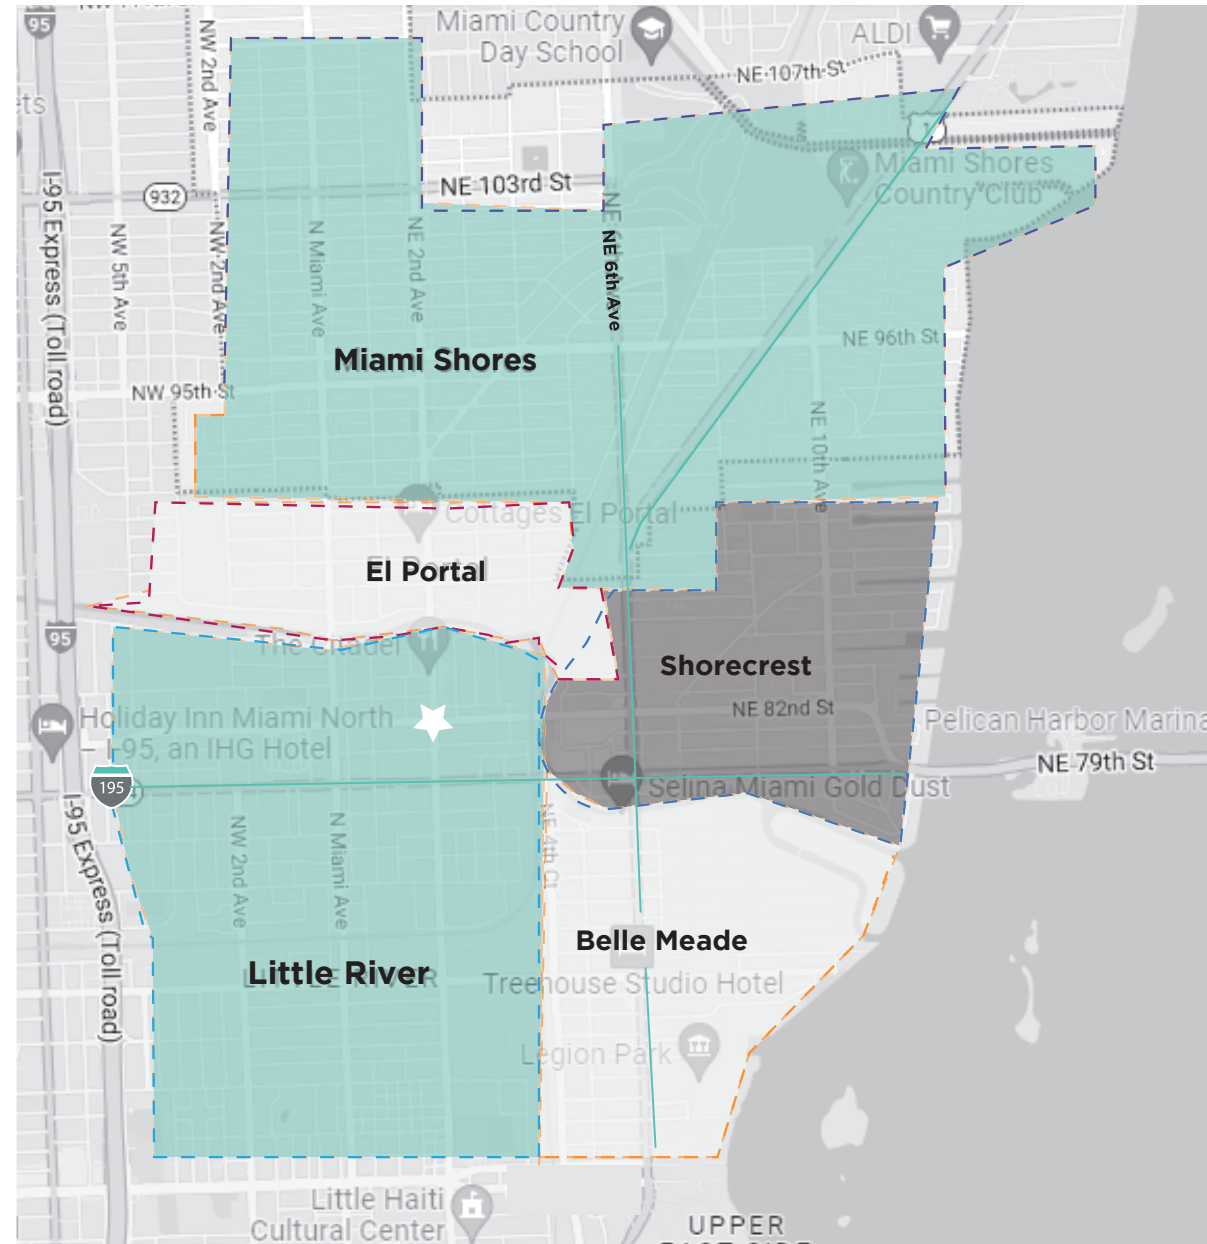 95
NW 2nd Ave
Miami Country
Day School
ALDI
NE 107th St
ets
1
932
NE 103rd St
Miami Shores
Country Club
I-95 Express (Toll road)
NW 5th Ave
NW 2nd Ave
N Miami Ave
NE 2nd Ave
NE 6th Ave
NE 96th St
Miami Shores
NW 95th St
NE 10th Ave
Cottages El Portal
El Portal
95
The Citadel
Shorecrest
NE 82nd St
Holiday Inn Miami North
– I-95, an IHG Hotel
Pelican Harbor Marina
NE 79th St
195
Selina Miami Gold Dust
I-95 Express (Toll road)
NW 2nd Ave
N Miami Ave
NE 4th Ct
Belle Meade
Little River
LITTLE RIVER
Treehouse Studio Hotel
Legion Park
Little Haiti
Cultural Center
UPPER